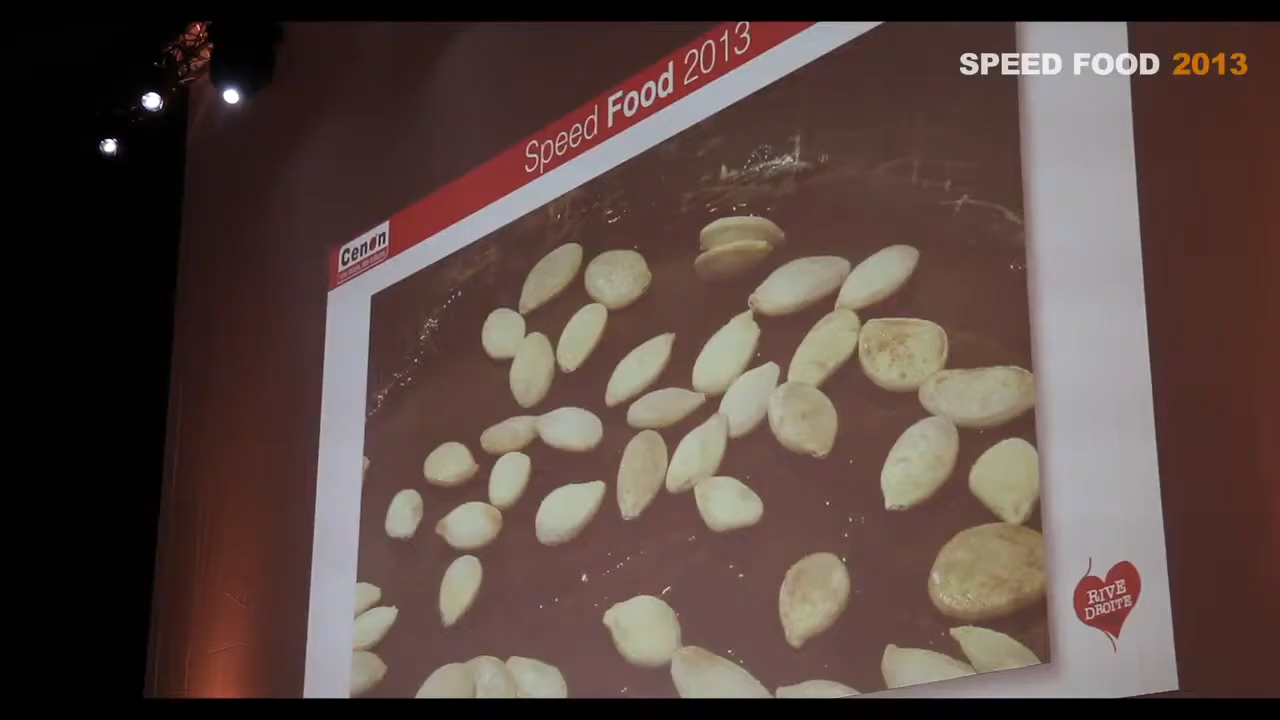 SPEED FOOD 2013
Speed Food 2013
Cenon
RIVE
DROITE